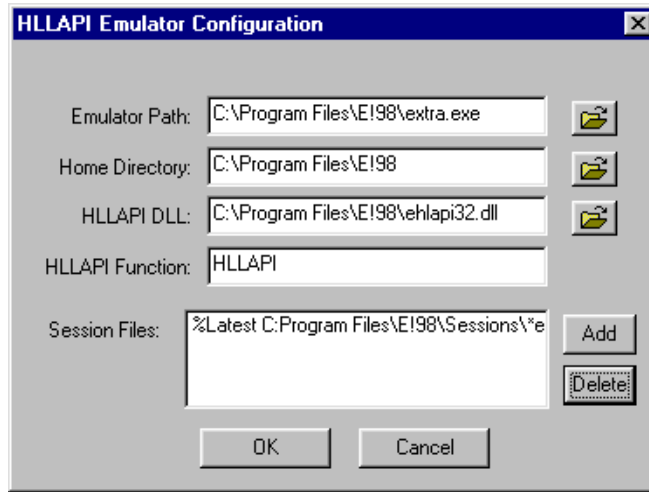 HLLAPI Emulator Configuration
Emulator Path: C:\Program Files\E!98\extra.exe
Home Directory: C:\Program Files\E!98
HLLAPI DLL: C:\Program Files\E!98\ehlapi32.dll
HLLAPI Function: HLLAPI
Session Files: %Latest C:Program Files\E!98\Sessions\*e
Add
Delete
OK Cancel